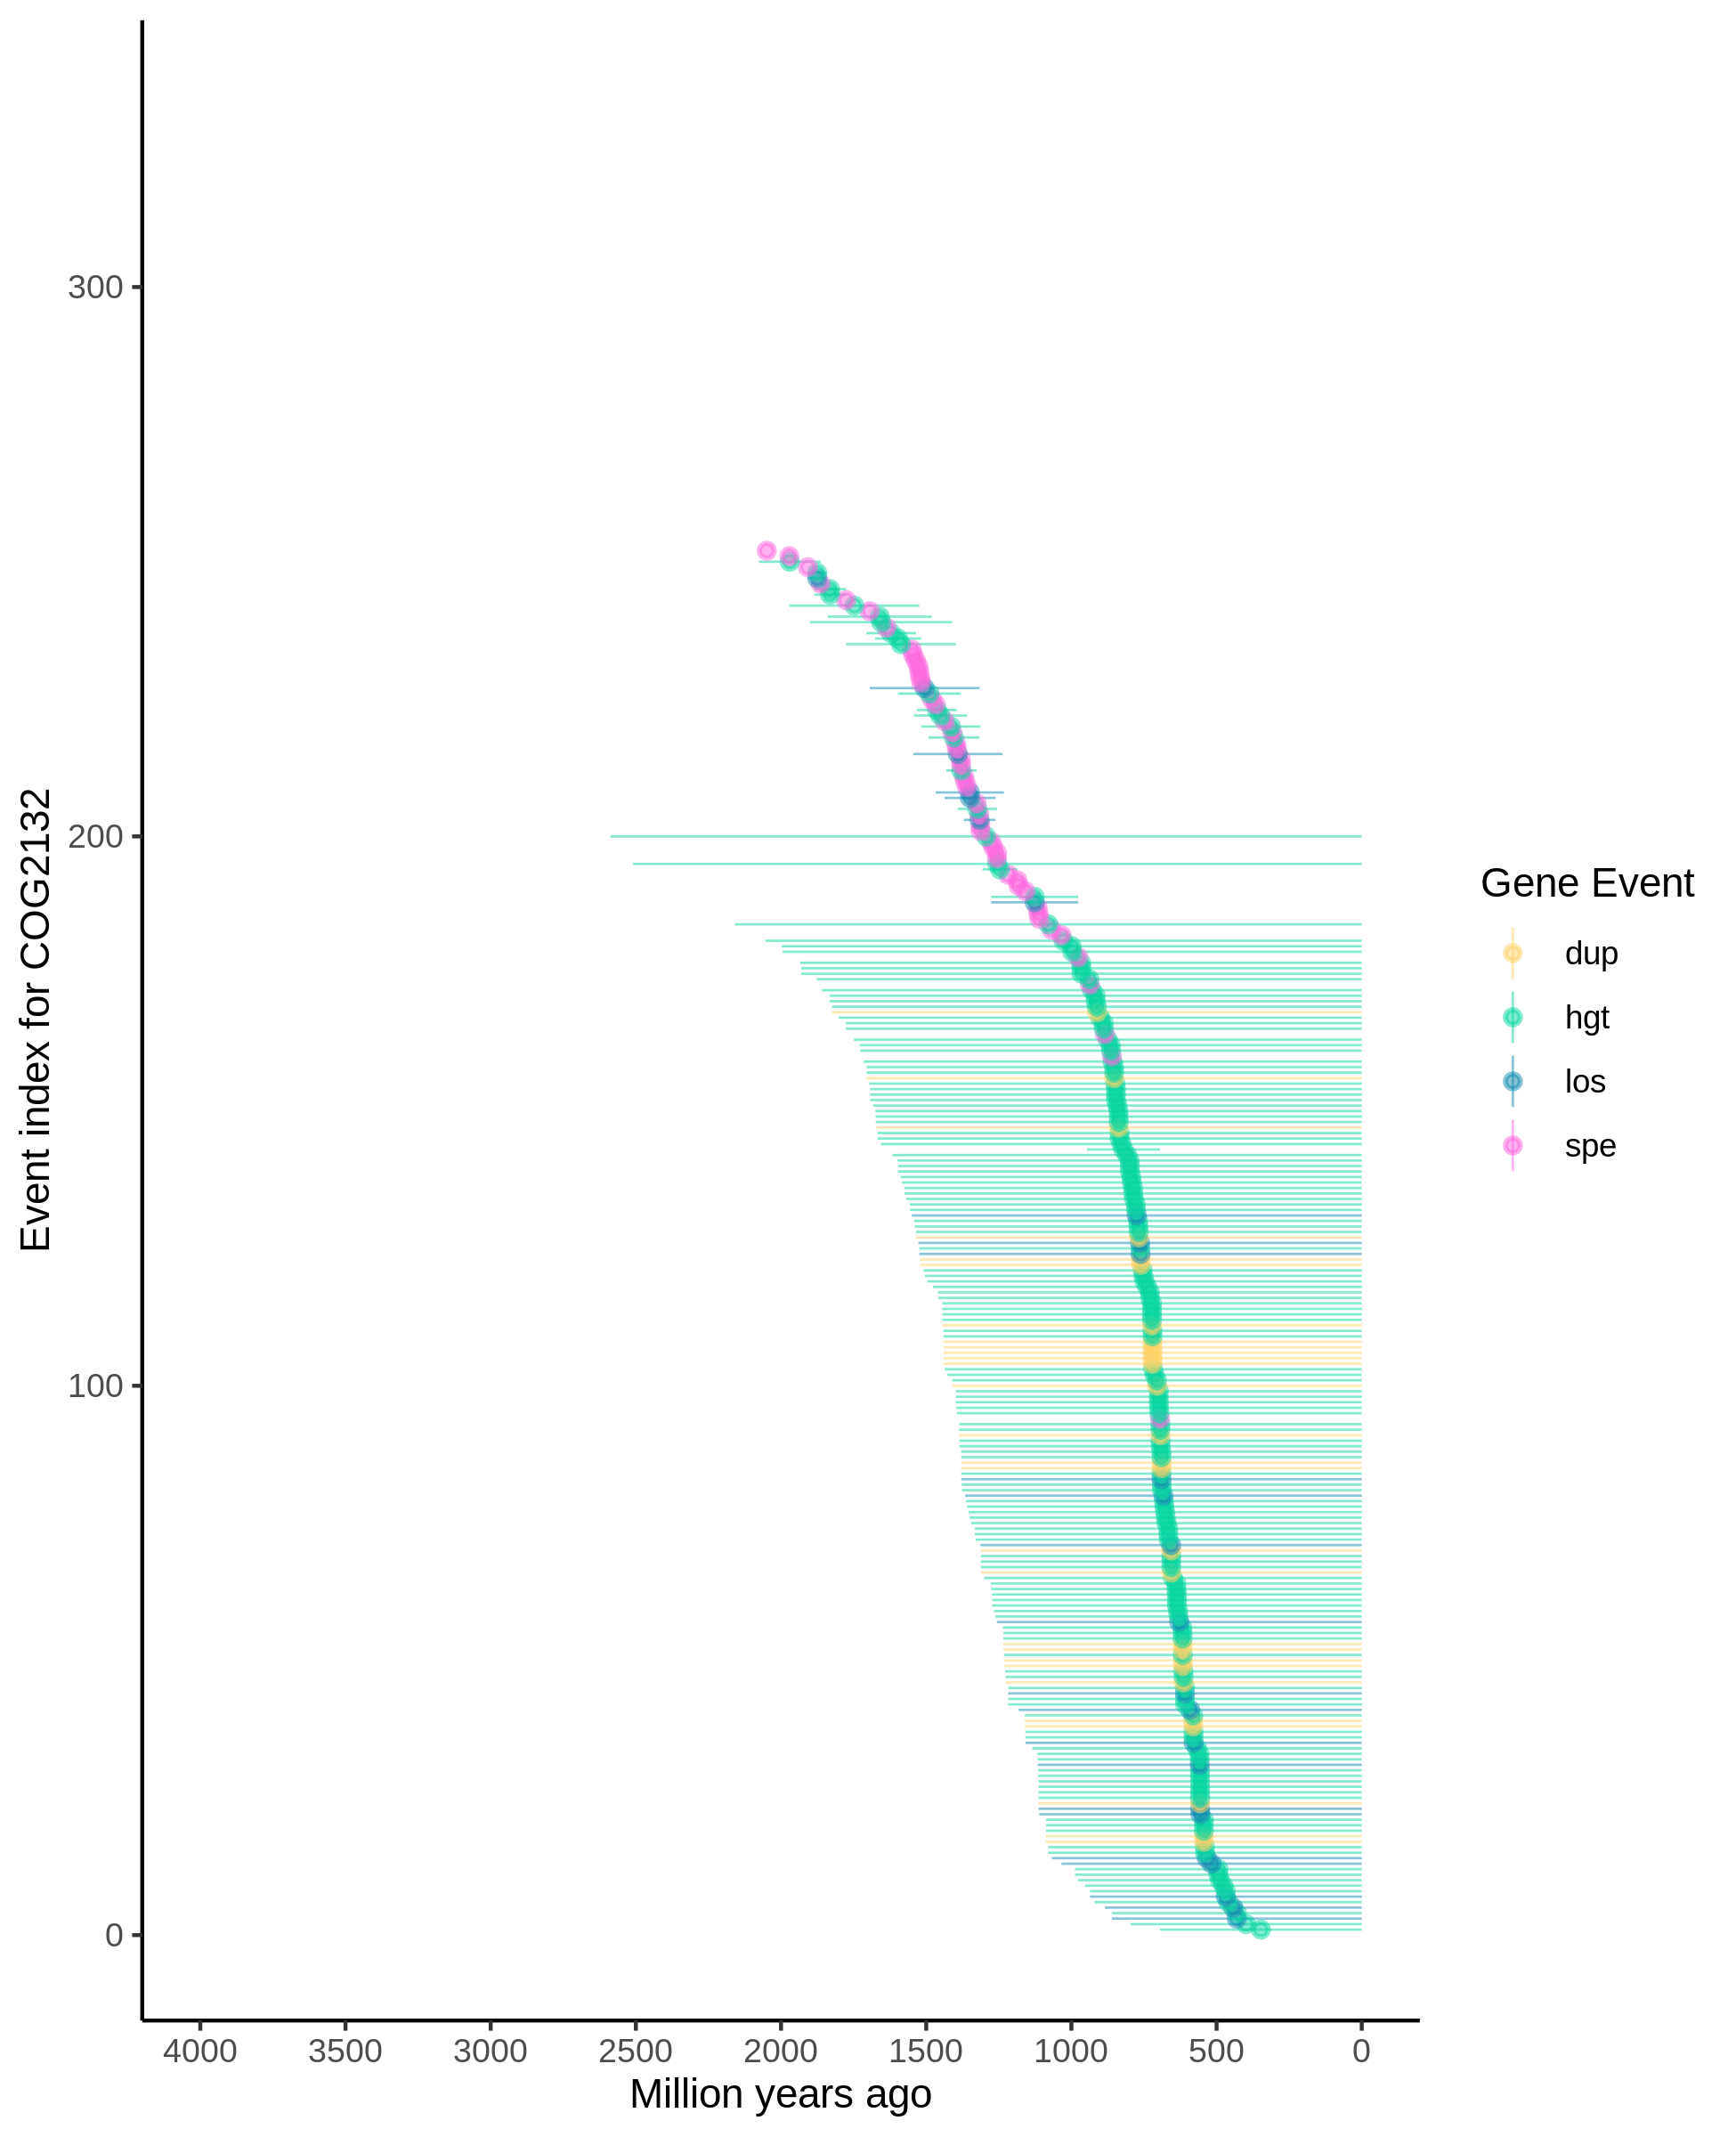 Event index for COG2132
300
200
100
0
4000 3500 3000 2500 2000 1500 1000 500 0
Million years ago
Gene Event
dup
hgt
los
spe